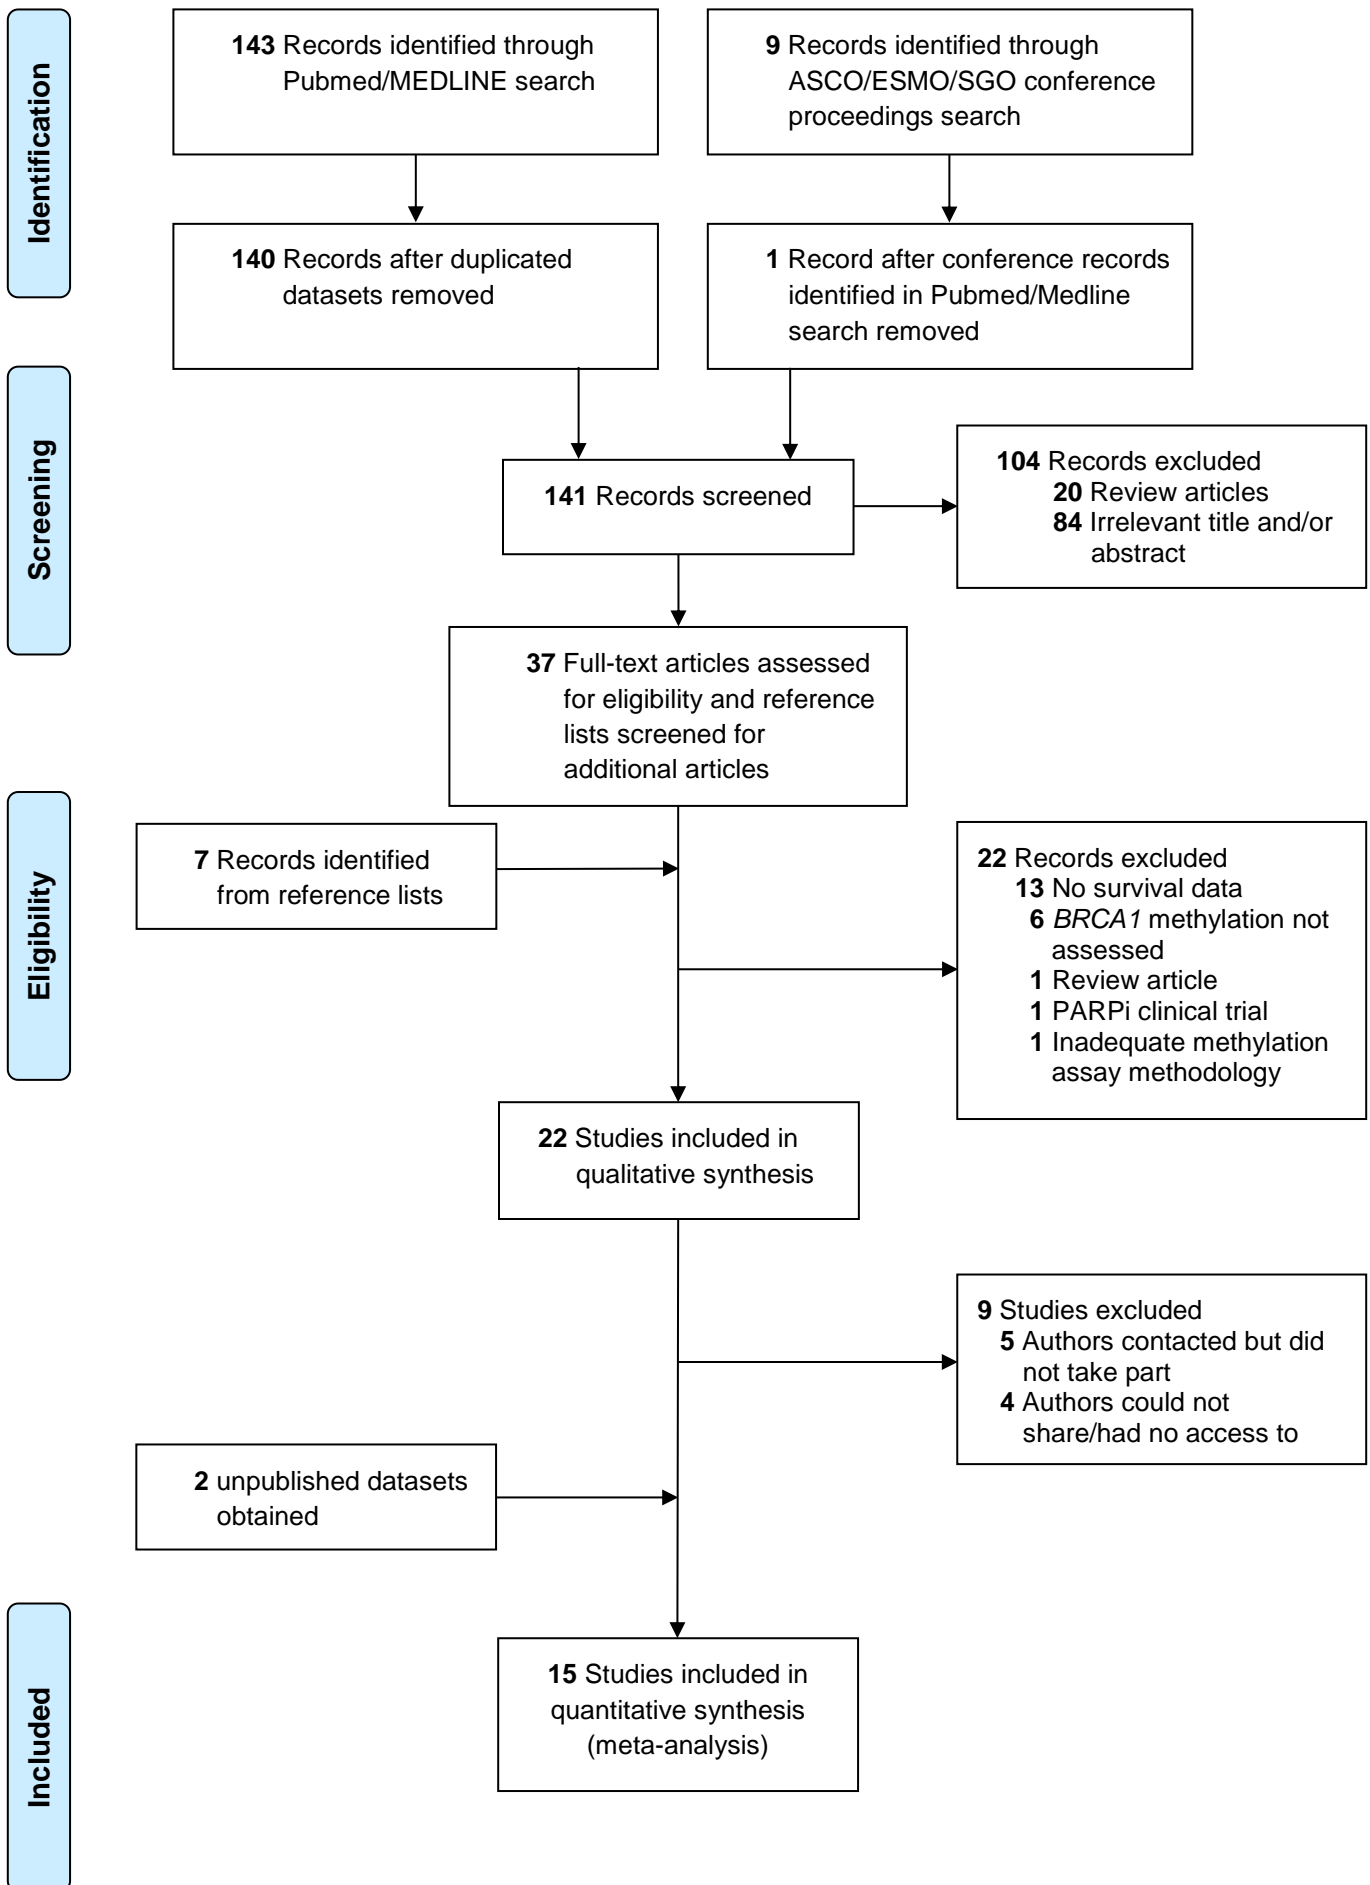 Identification
143 Records identified through
Pubmed/MEDLINE search
9 Records identified through
ASCO/ESMO/SGO conference
proceedings search
140 Records after duplicated
datasets removed
1 Record after conference records
identified in Pubmed/Medline
search removed
Screening
141 Records screened
104 Records excluded
20 Review articles
84 Irrelevant title and/or
abstract
37 Full-text articles assessed
for eligibility and reference
lists screened for
additional articles
Eligibility
7 Records identified
from reference lists
22 Records excluded
13 No survival data
6 BRCA1 methylation not
assessed
1 Review article
1 PARPi clinical trial
1 Inadequate methylation
assay methodology
22 Studies included in
qualitative synthesis
9 Studies excluded
5 Authors contacted but did
not take part
4 Authors could not
share/had no access to
2 unpublished datasets
obtained
Included
15 Studies included in
quantitative synthesis
(meta-analysis)